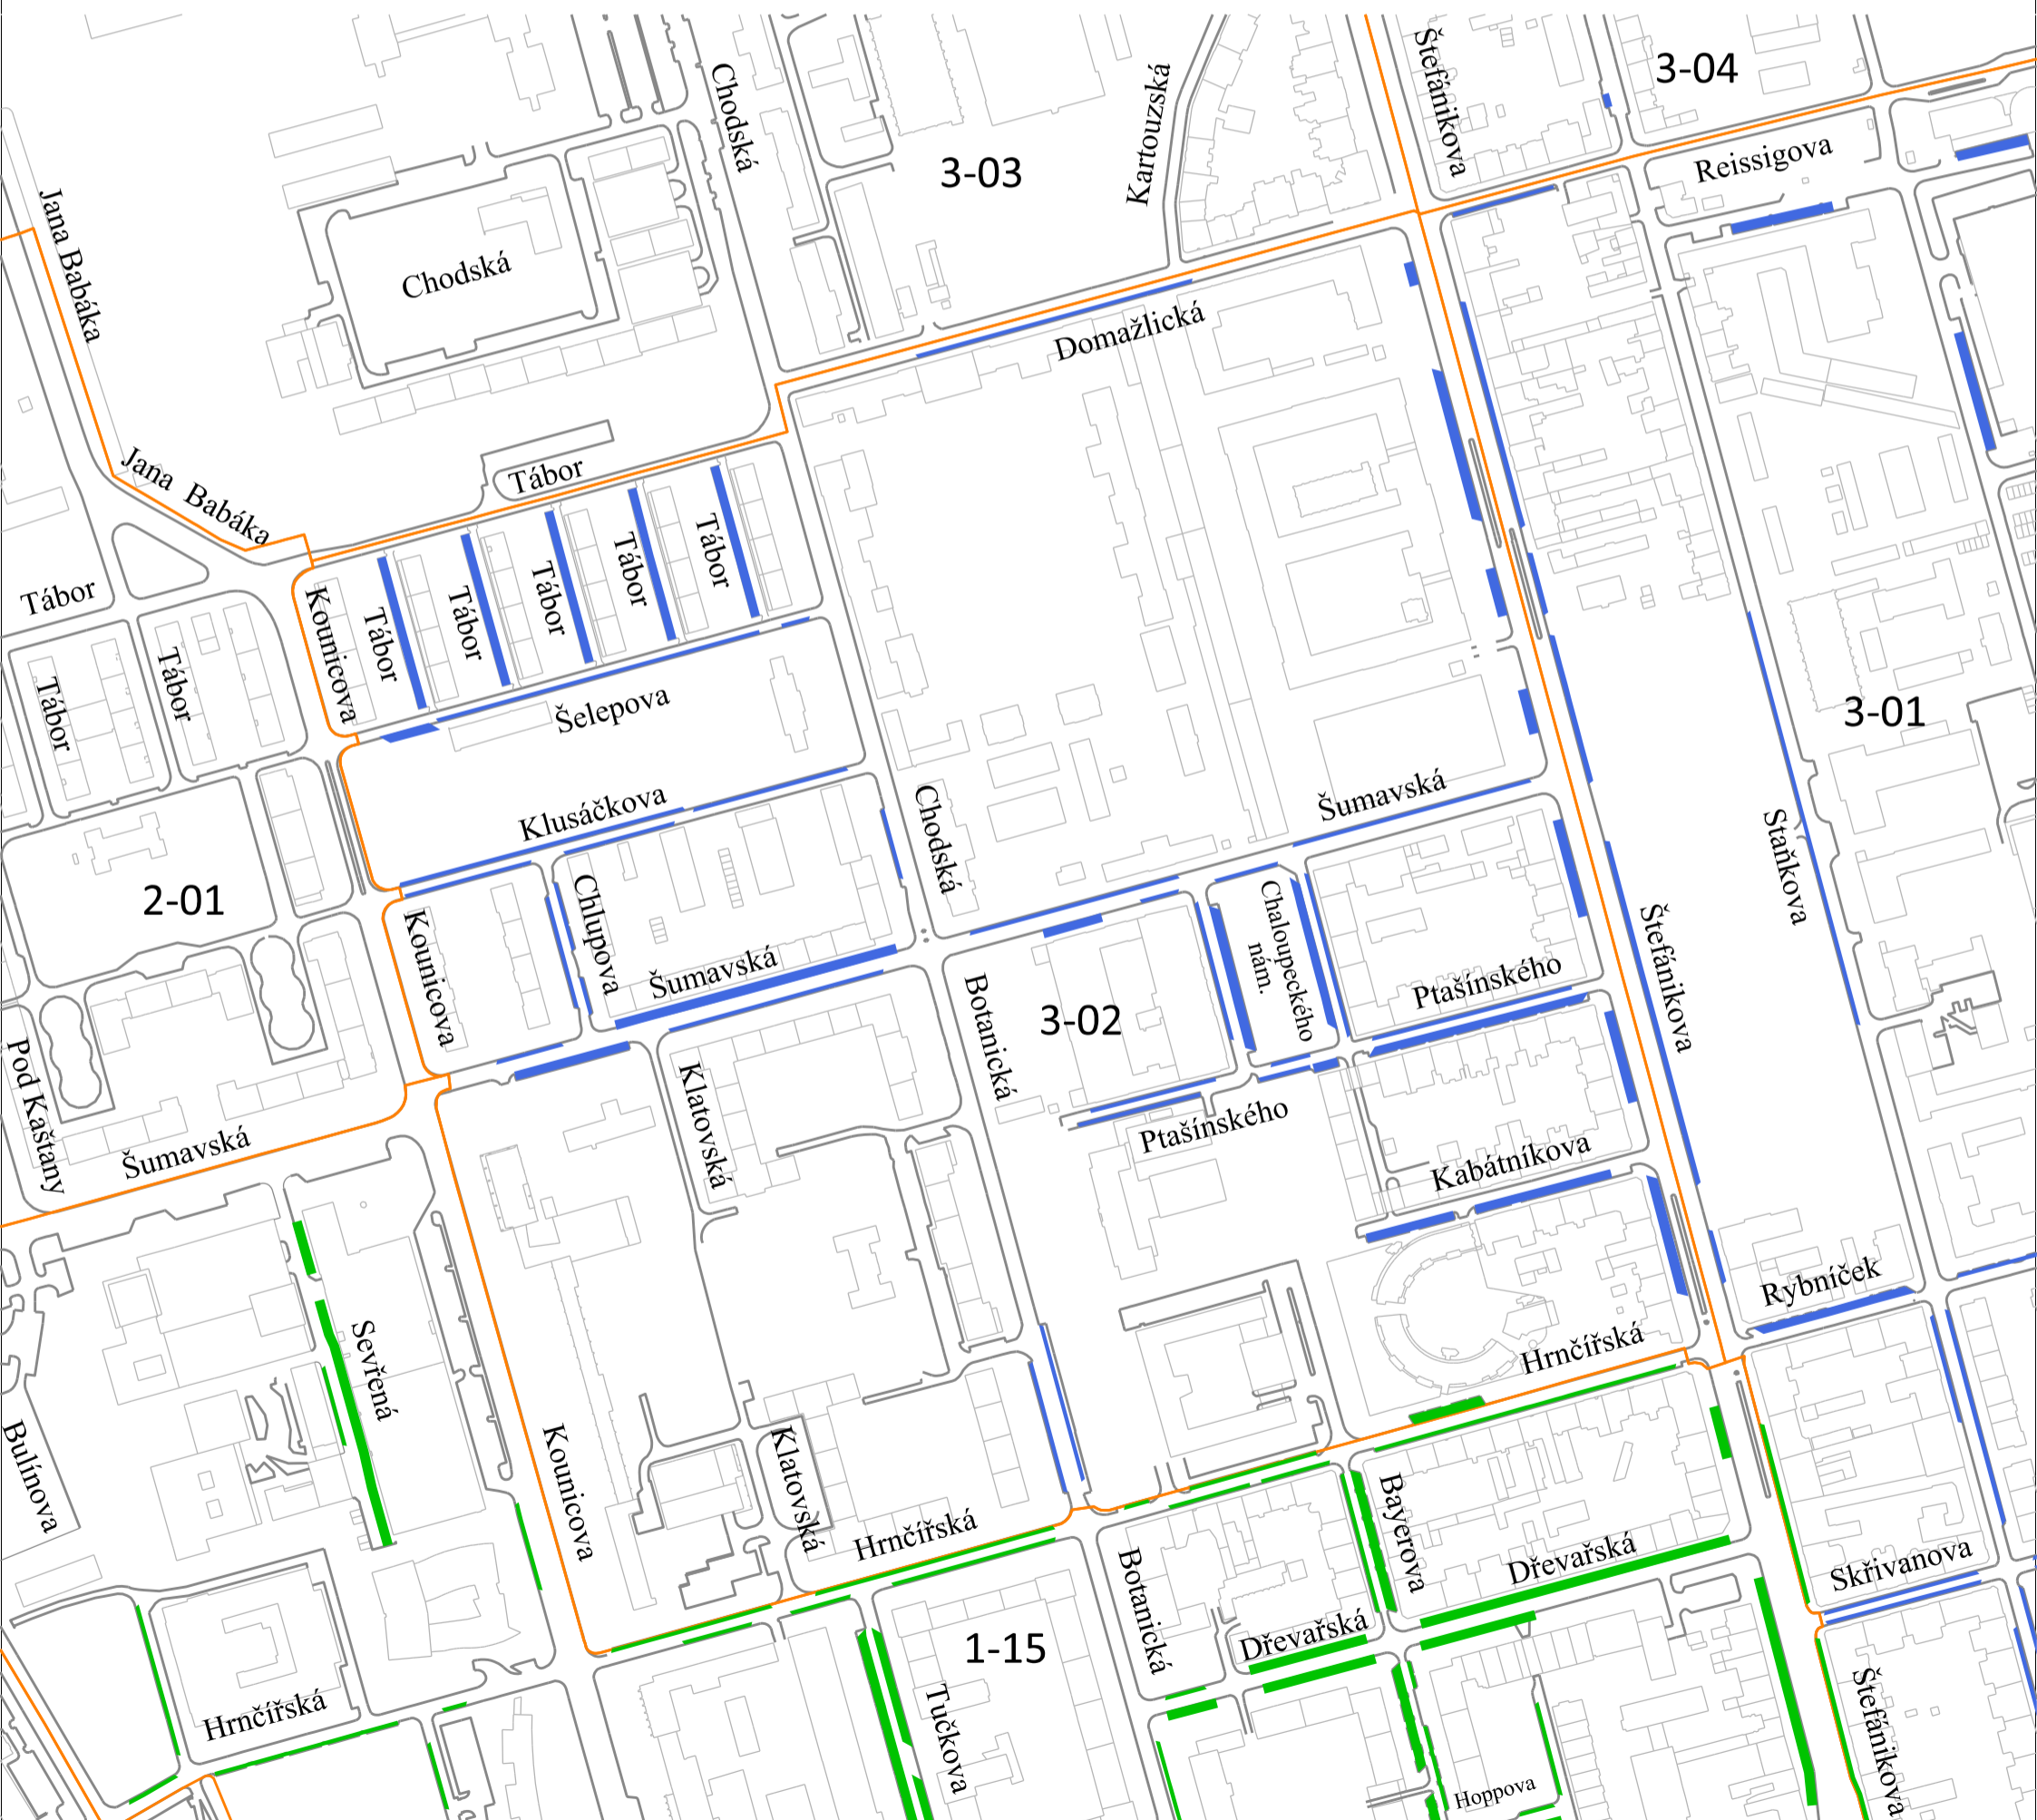 Štefánikova
3-04
Chodská
Kartouzská
Reissigova
3-03
Jana Babáka
Chodská
Domažlická
Jana Babáka
Tábor
Tábor
Tábor
Tábor
Tábor
Tábor
Tábor
Kounicova
Tábor
Tábor
Šelepova
3-01
Klusáčkova
Šumavská
Chodská
Staňkova
2-01
Chlupova
Chaloupeckého
nám.
Kounicova
Šumavská
Štefánikova
Ptašínského
Botanická
3-02
Pod Kaštany
Klatovská
Ptašínského
Šumavská
Kabátníkova
Rybníček
Sevřená
Hrnčířská
Bulínova
Kounicova
Klatovská
Hrnčířská
Bayerova
Botanická
Dřevařská
Skřivanova
Dřevařská
1-15
Hrnčířská
Tučkova
Štefánikova
Hoppova